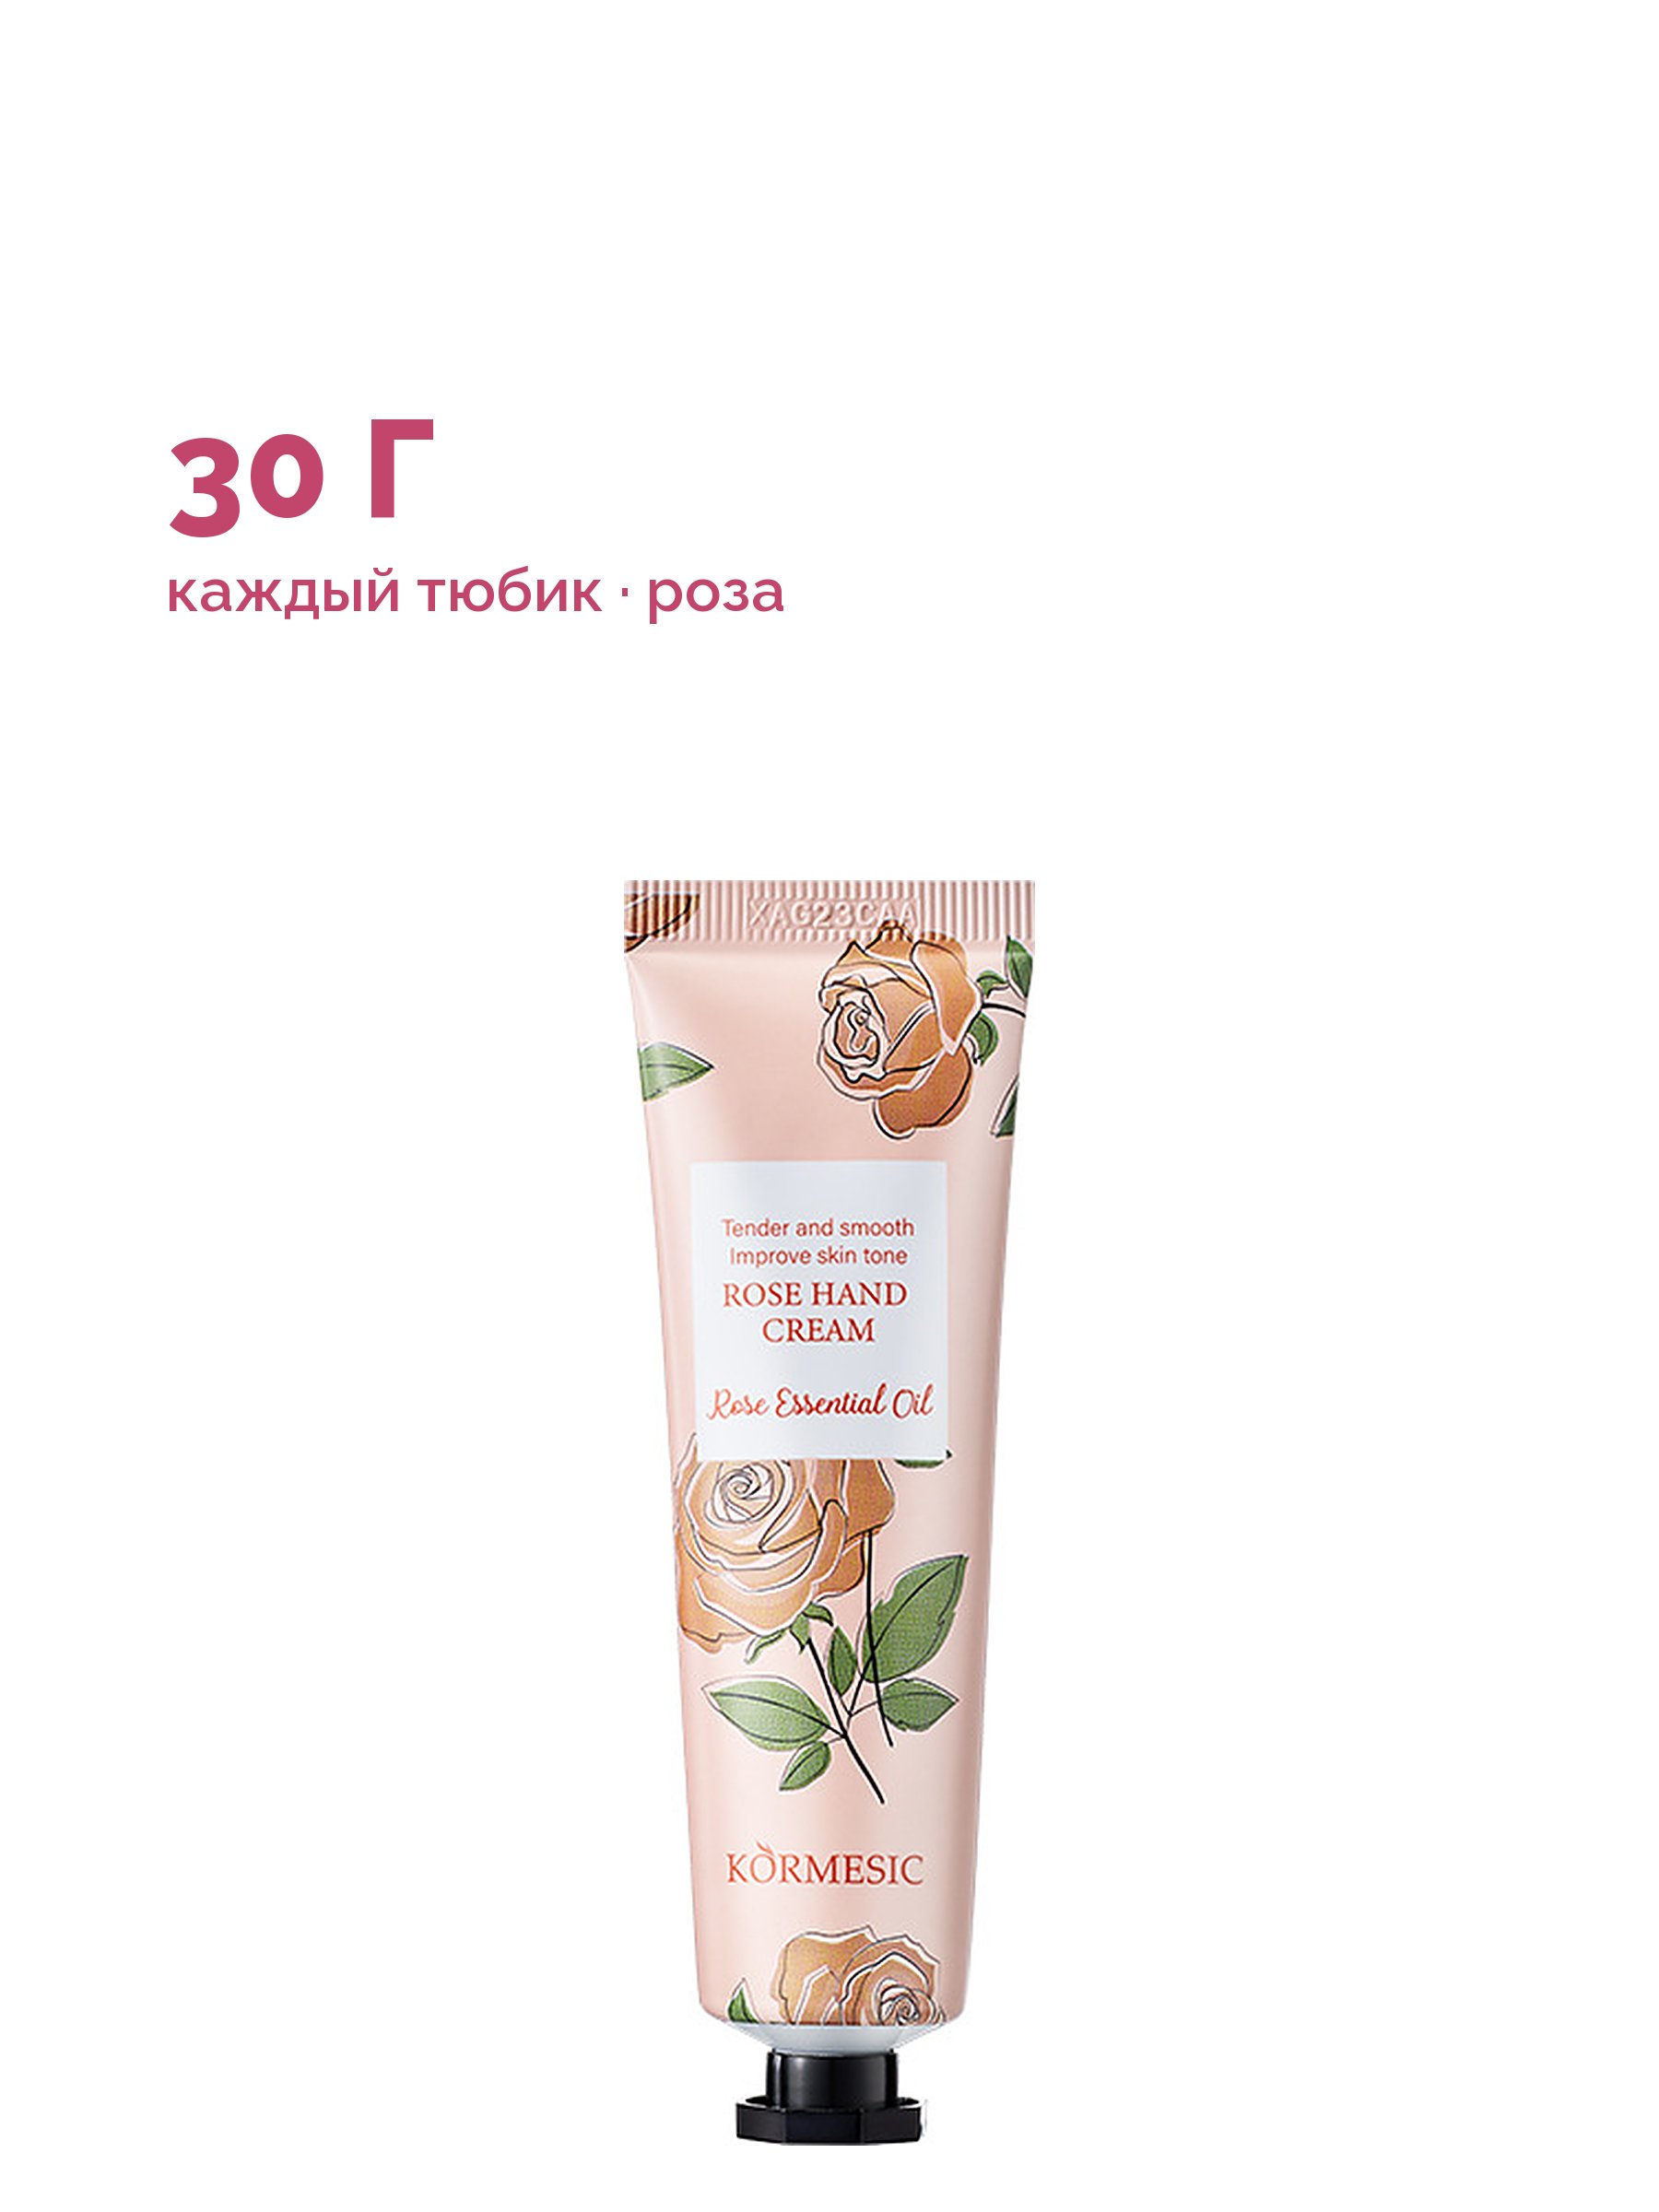 30 Г
каждый тюбик · роза
XAG23CAA
Tender and smooth
Improve skin tone
ROSE HAND
CREAM
Rose Essential Oil
KORMESIC